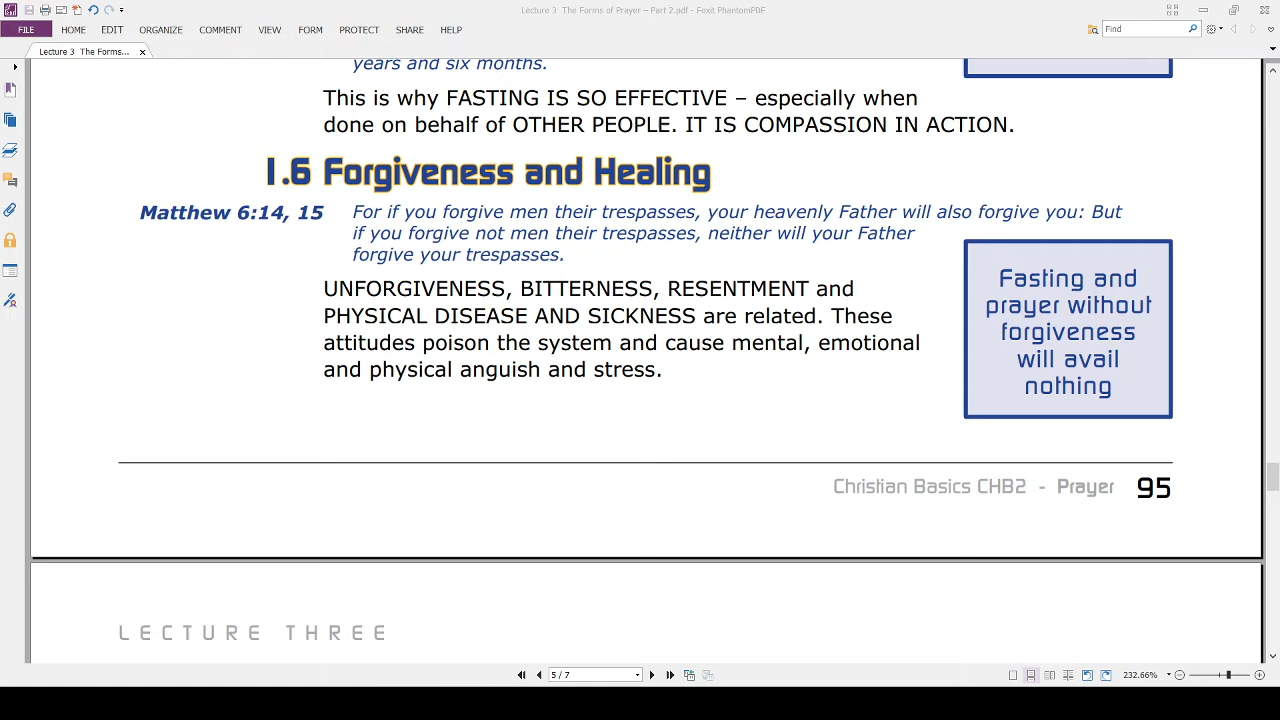 Lecture 3  The Forms of Prayer – Part 2.pdf - Foxit PhantomPDF
FILE HOME EDIT ORGANIZE COMMENT VIEW FORM PROTECT SHARE HELP
Find
Lecture 3  The Forms...
years and six months.
This is why FASTING IS SO EFFECTIVE – especially when
done on behalf of OTHER PEOPLE. IT IS COMPASSION IN ACTION.
1.6 Forgiveness and Healing
Matthew 6:14, 15 For if you forgive men their trespasses, your heavenly Father will also forgive you: But
if you forgive not men their trespasses, neither will your Father
forgive your trespasses.
UNFORGIVENESS, BITTERNESS, RESENTMENT and
PHYSICAL DISEASE AND SICKNESS are related. These
attitudes poison the system and cause mental, emotional
and physical anguish and stress.
Fasting and
prayer without
forgiveness
will avail
nothing
Christian Basics CHB2 - Prayer 95
LECTURE THREE
5 / 7
232.66%